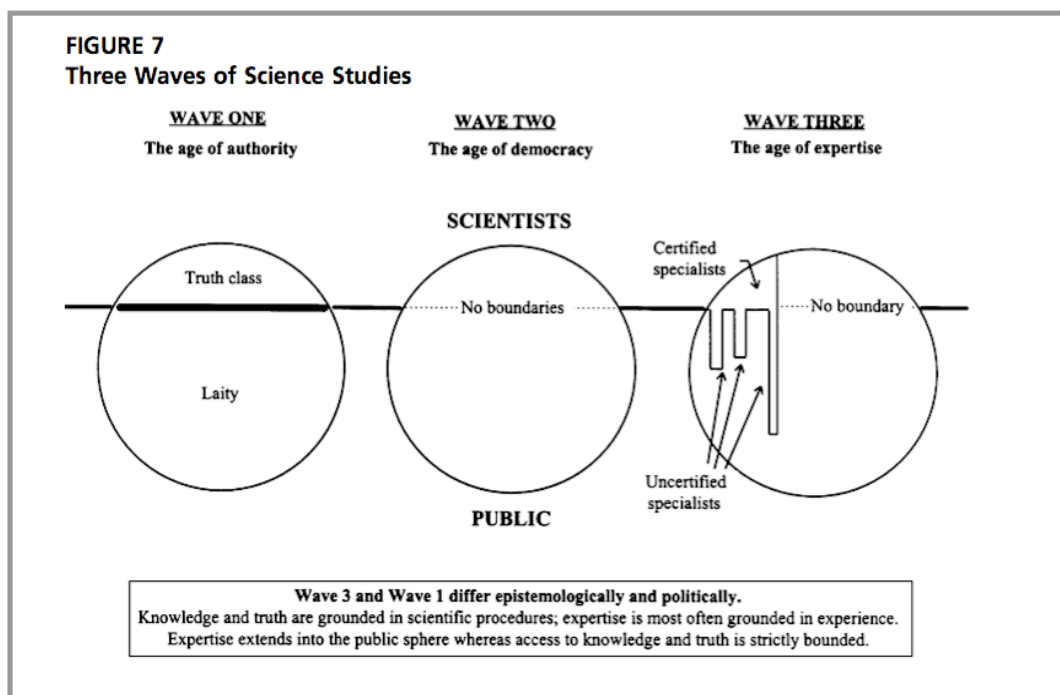 FIGURE 7
Three Waves of Science Studies
WAVE ONE
The age of authority
WAVE TWO
The age of democracy
WAVE THREE
The age of expertise
SCIENTISTS
Truth class
Laity
No boundaries
Certified
specialists
No boundary
Uncertified
specialists
PUBLIC
Wave 3 and Wave 1 differ epistemologically and politically.
Knowledge and truth are grounded in scientific procedures; expertise is most often grounded in experience.
Expertise extends into the public sphere whereas access to knowledge and truth is strictly bounded.